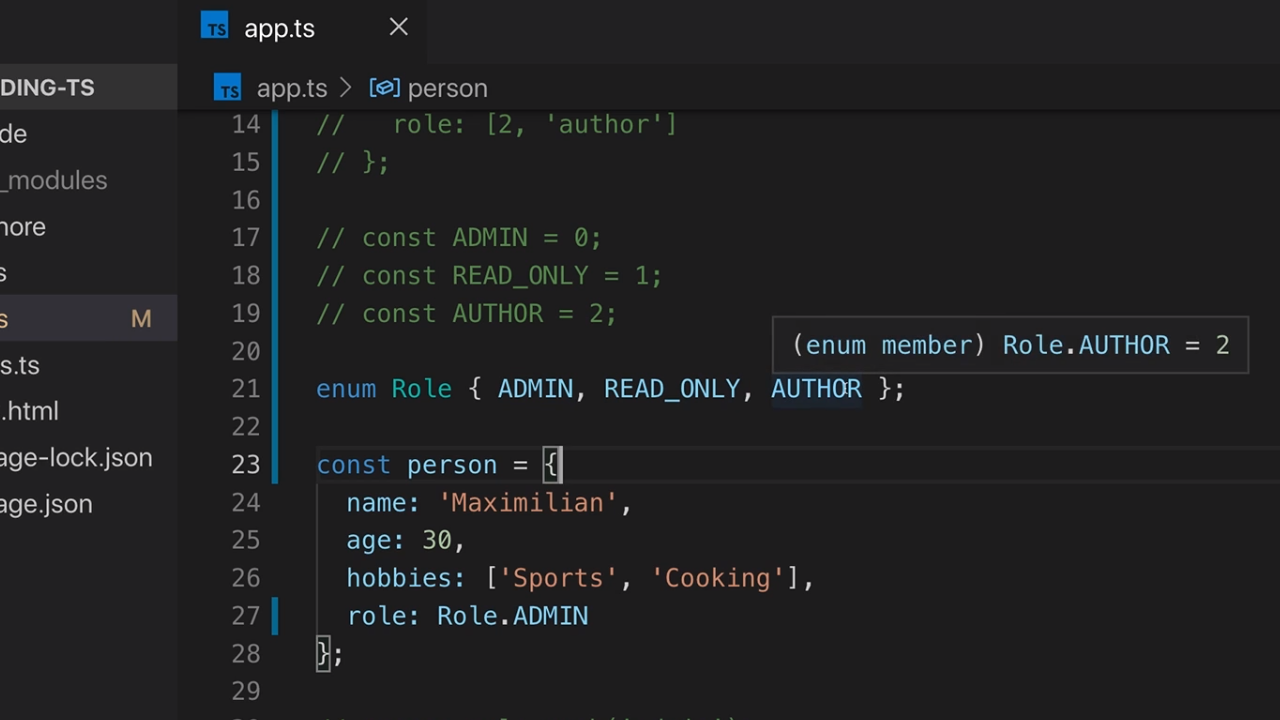 TS app.ts
DING-TS
TS app.ts > person
de
_modules
nore
s
s M
s.ts
.html
age-lock.json
age.json
14 //   role: [2, 'author']
15 // };
16
17 // const ADMIN = 0;
18 // const READ_ONLY = 1;
19 // const AUTHOR = 2;
20
(enum member) Role.AUTHOR = 2
21 enum Role { ADMIN, READ_ONLY, AUTHOR };
22
23 const person = {
24   name: 'Maximilian',
25   age: 30,
26   hobbies: ['Sports', 'Cooking'],
27   role: Role.ADMIN
28 };
29